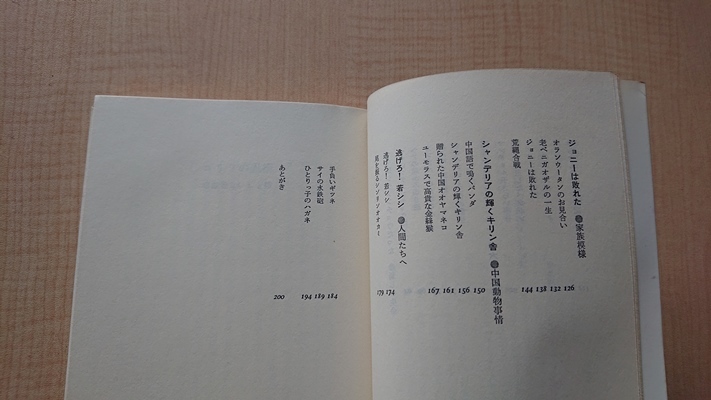 ジョニーは敗れた ●家族模様
オランウータンのお見合い 126
老ベニガオザルの一生 132
ジョニーは敗れた 138
荒縄合戦 144
シャンデリアの輝くキリン舎 ●中国動物事情
中国語で鳴くパンダ 150
シャンデリアの輝くキリン舎 156
贈られた中国オオヤマネコ 161
ユーモラスで高貴な金絲猴 167
逃げろ!若シシ ●人間たちへ
逃げろ!若シシ 174
179
手負いギツネ 184
サイの水鉄砲 189
ひとりっ子のハガネ 194
あとがき 200